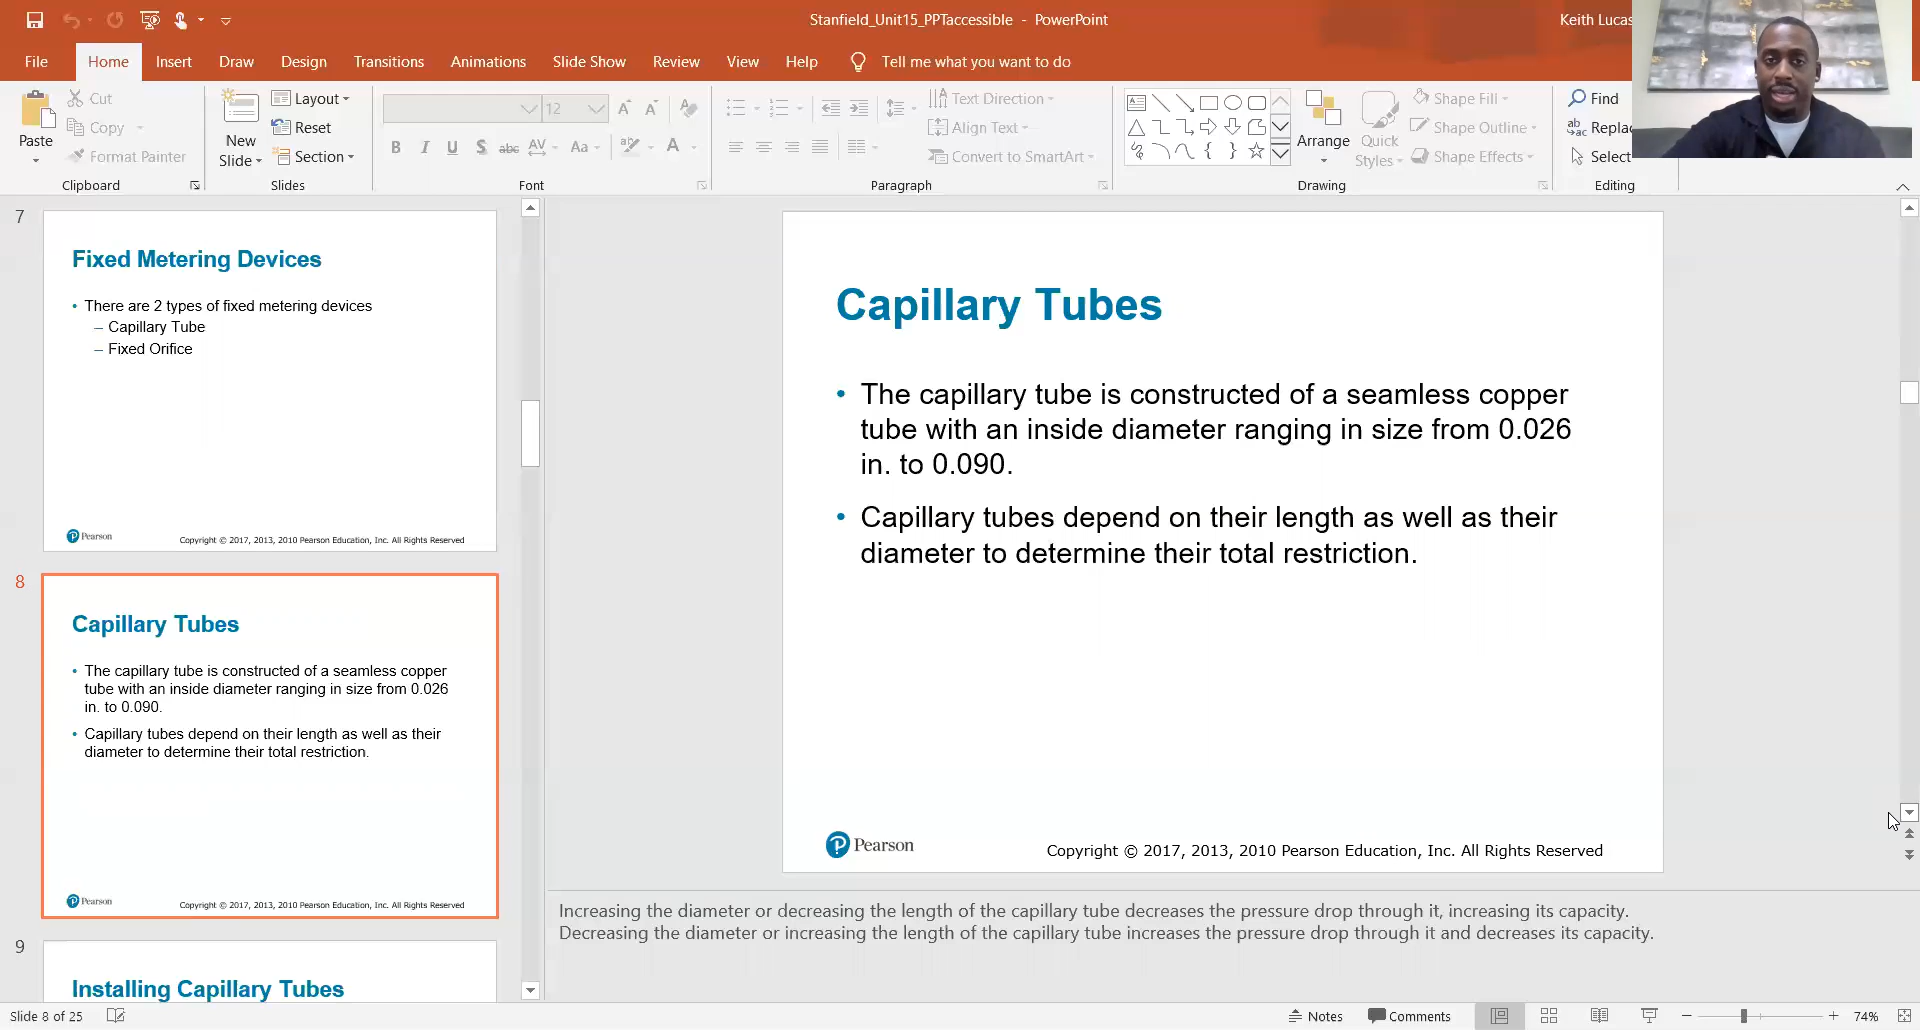 Stanfield_Unit15_PPTaccessible - PowerPoint
Keith Lucas
File Home Insert Draw Design Transitions Animations Slide Show Review View Help Tell me what you want to do
Paste
Cut
Copy
Format Painter
Clipboard
New
Slide
Layout
Reset
Section
Slides
12
B I U S abc AV Aa A
Font
Text Direction
Align Text
Convert to SmartArt
Paragraph
Arrange
Quick
Styles
Shape Fill
Shape Outline
Shape Effects
Drawing
Find
Select
Editing
7
Fixed Metering Devices
• There are 2 types of fixed metering devices
– Capillary Tube
– Fixed Orifice
Pearson
Copyright © 2017, 2013, 2010 Pearson Education, Inc. All Rights Reserved
8
Capillary Tubes
• The capillary tube is constructed of a seamless copper
tube with an inside diameter ranging in size from 0.026
in. to 0.090.
• Capillary tubes depend on their length as well as their
diameter to determine their total restriction.
Pearson
Copyright © 2017, 2013, 2010 Pearson Education, Inc. All Rights Reserved
9
Installing Capillary Tubes
Capillary Tubes
• The capillary tube is constructed of a seamless copper
tube with an inside diameter ranging in size from 0.026
in. to 0.090.
• Capillary tubes depend on their length as well as their
diameter to determine their total restriction.
Pearson
Copyright © 2017, 2013, 2010 Pearson Education, Inc. All Rights Reserved
Increasing the diameter or decreasing the length of the capillary tube decreases the pressure drop through it, increasing its capacity.
Decreasing the diameter or increasing the length of the capillary tube increases the pressure drop through it and decreases its capacity.
Slide 8 of 25
Notes
Comments
74%